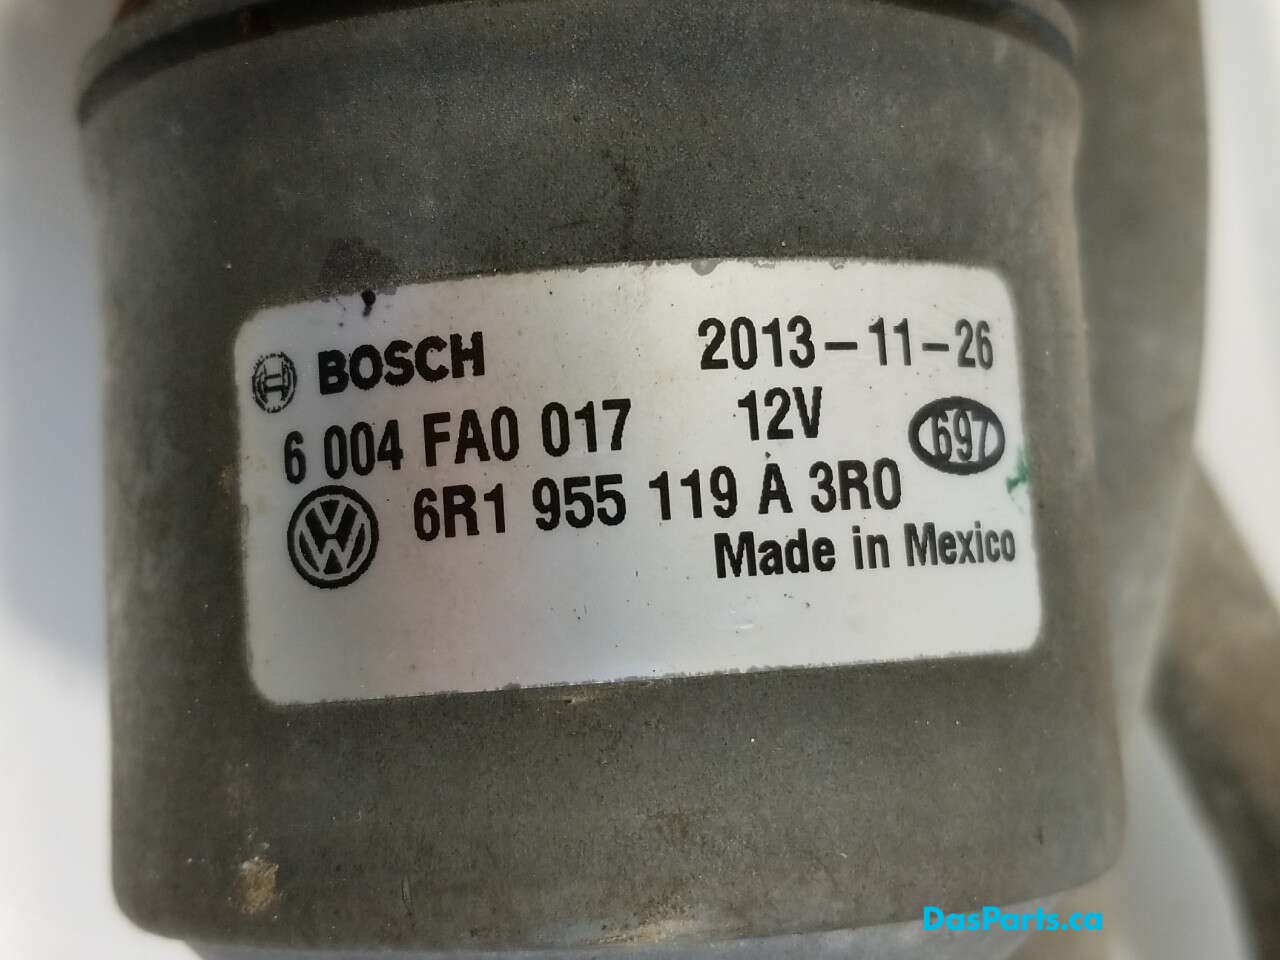 BOSCH 2013-11-26
6 004 FA0 017 12V 697
6R1 955 119 A 3R0
Made in Mexico
DasParts.ca